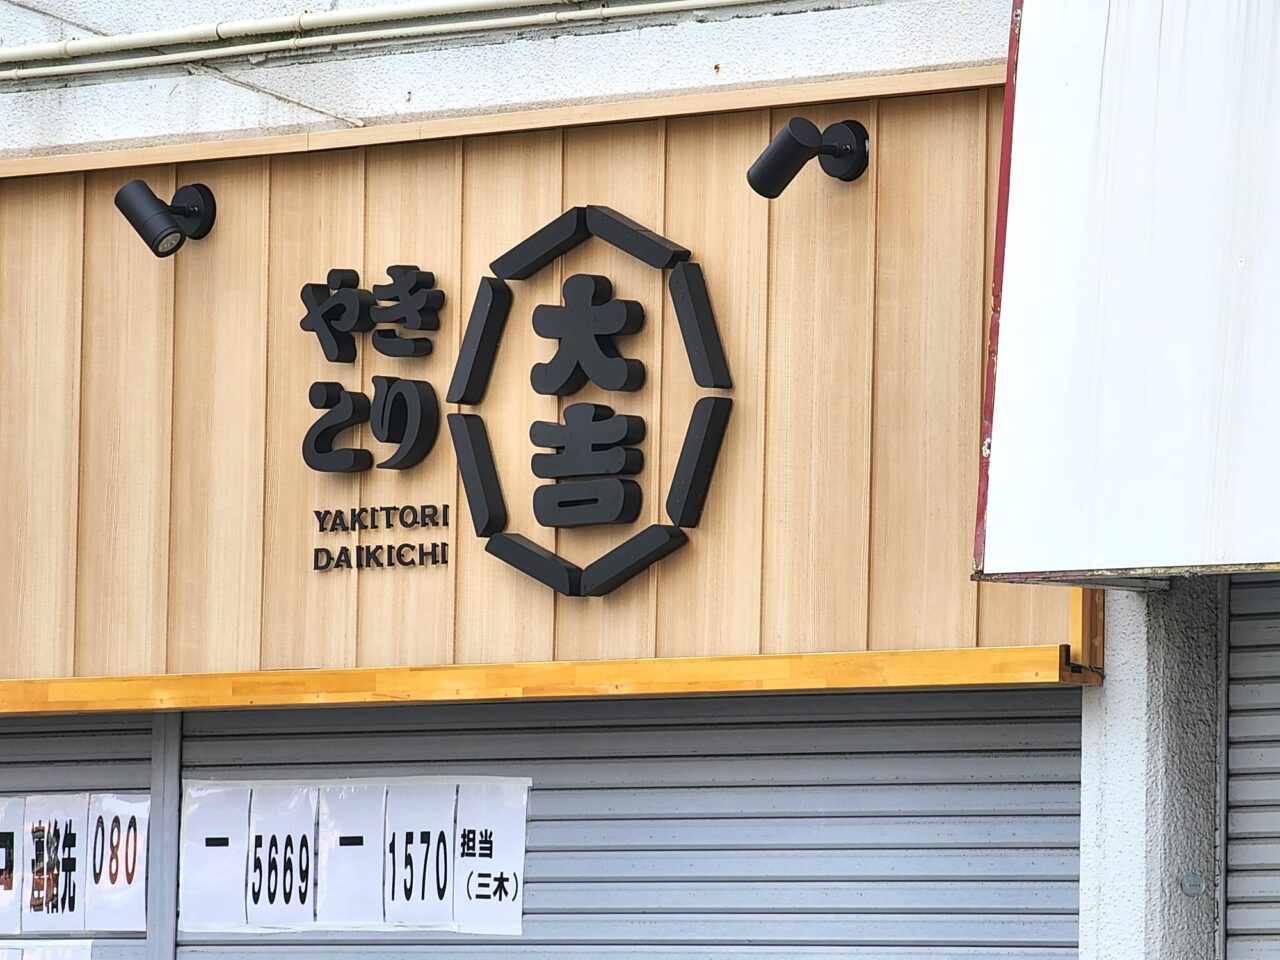 やき
とり
YAKITORI
DAIKICHI
大吉
連絡先 080 ー 5669 ー 1570 担当
(三木)